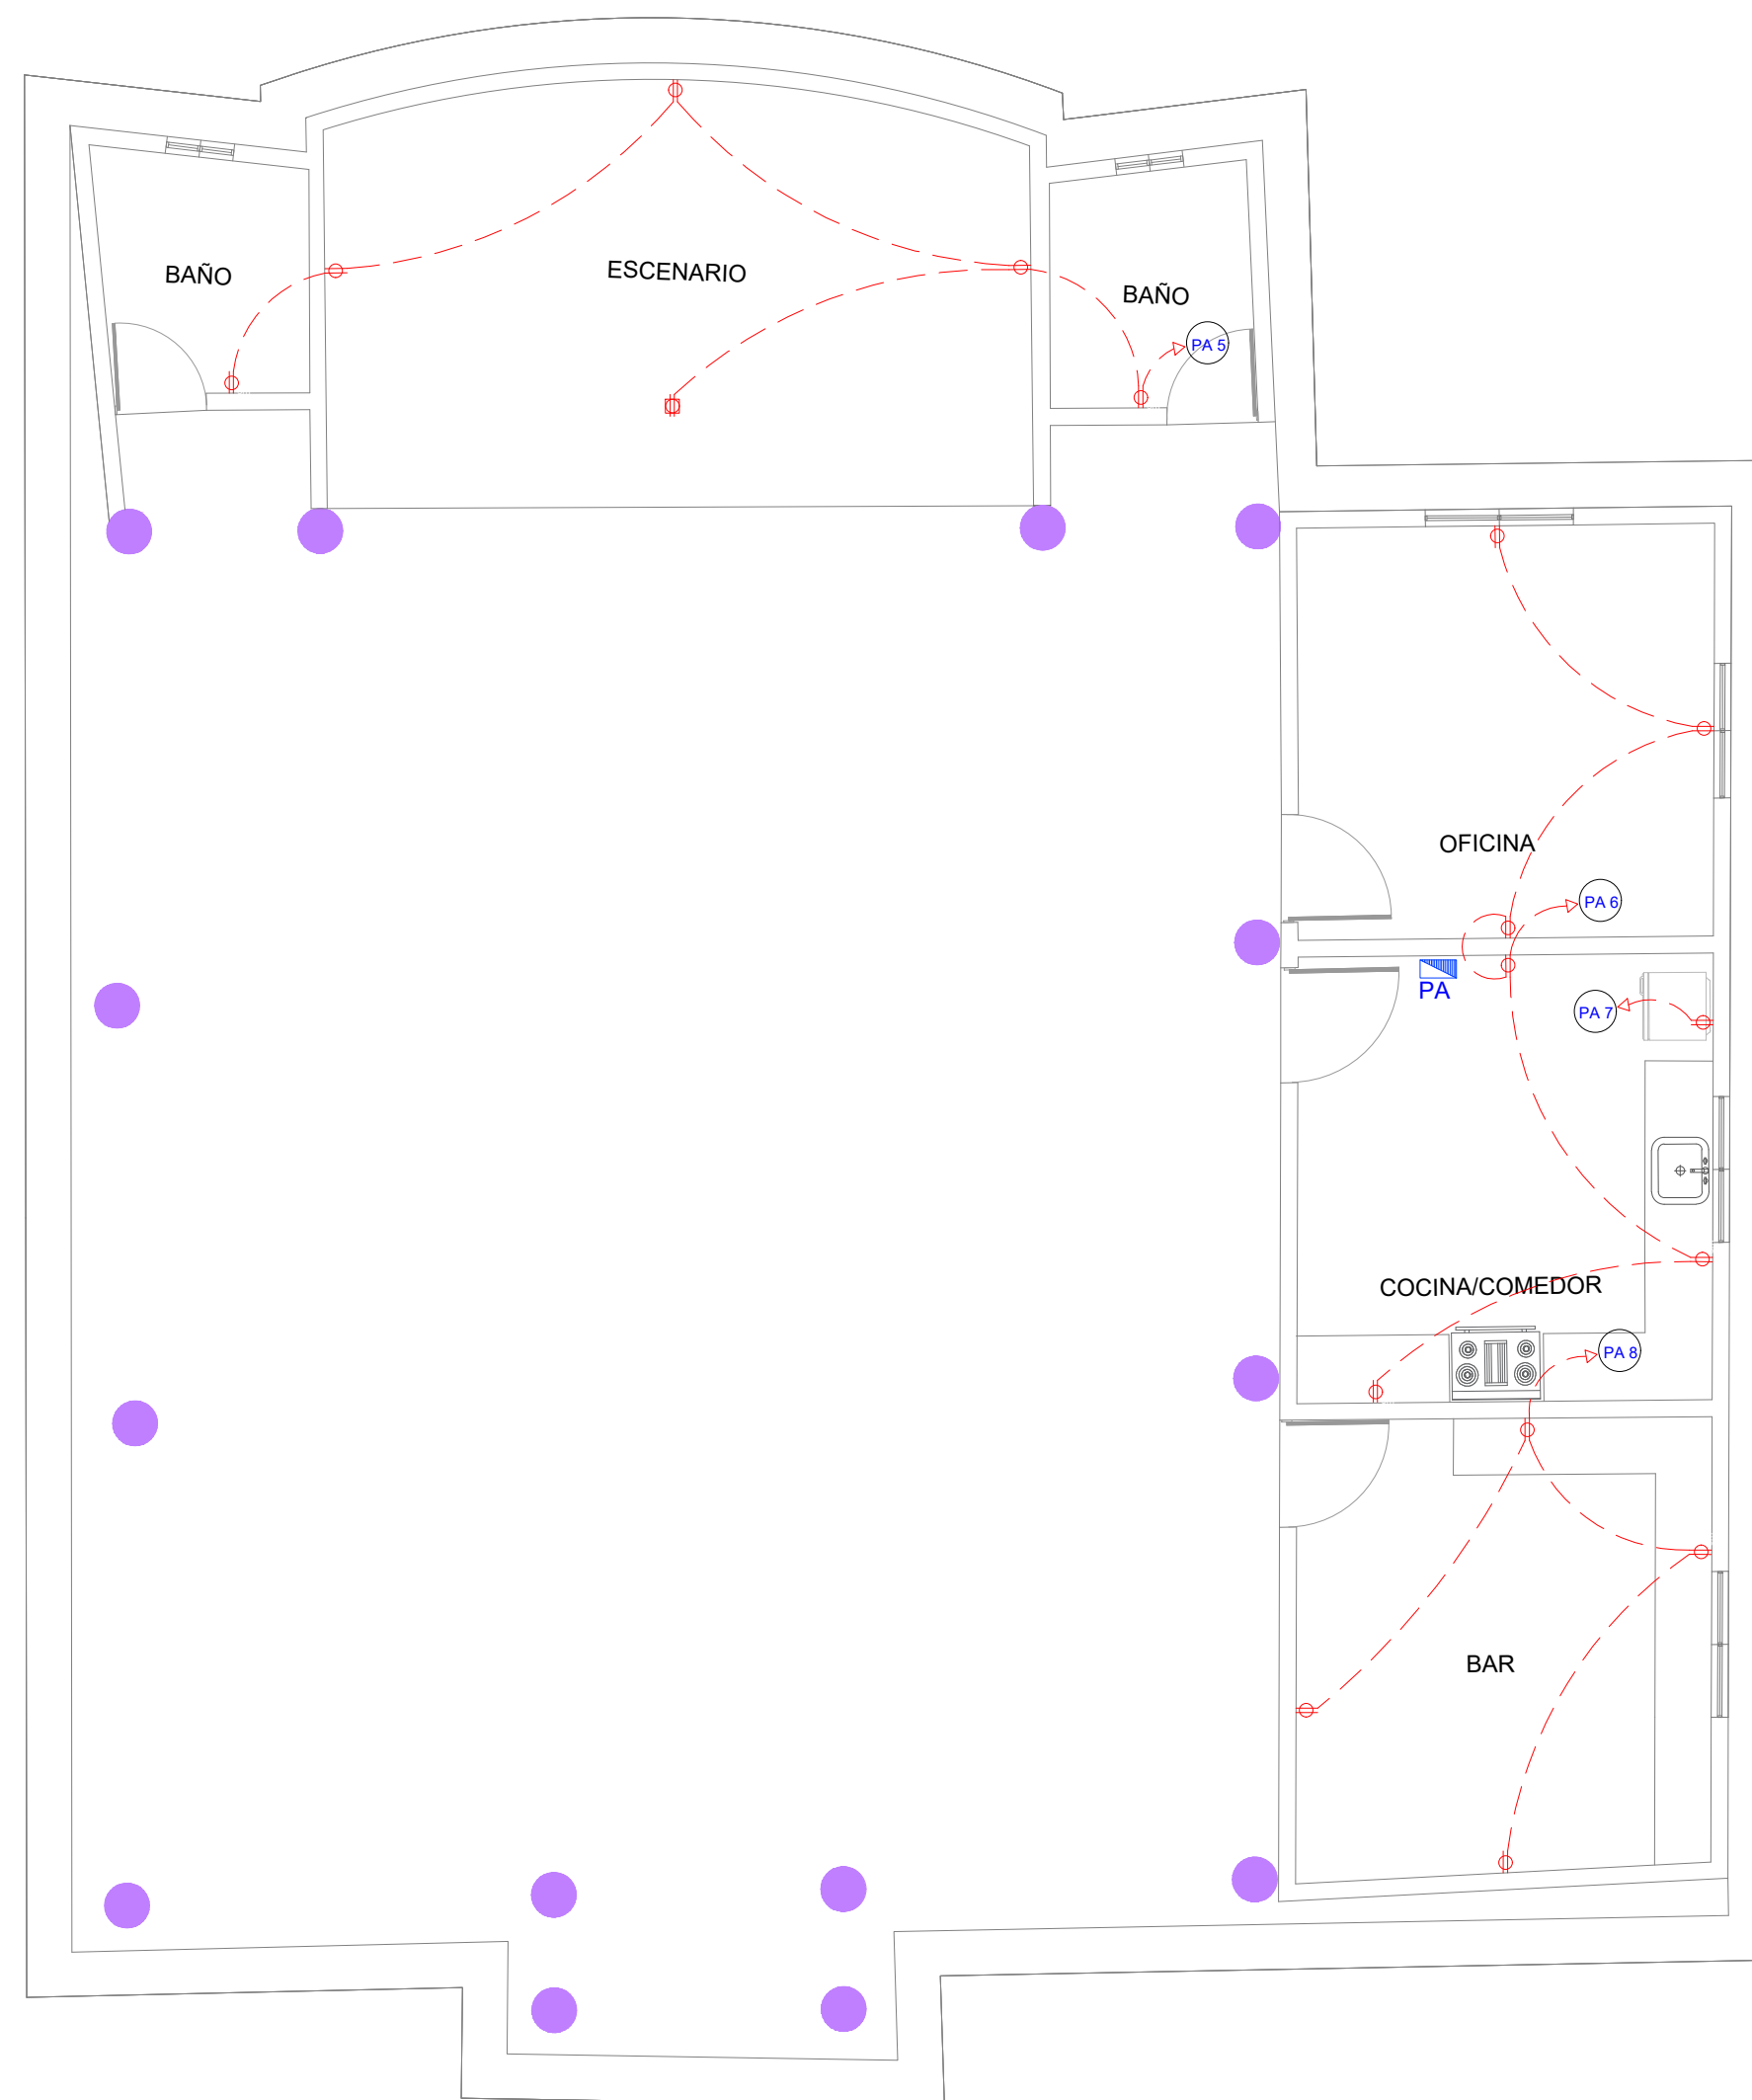 BAÑO
ESCENARIO
BAÑO
PA 5
OFICINA
PA 6
PA
PA 7
COCINA/COMEDOR
PA 8
BAR